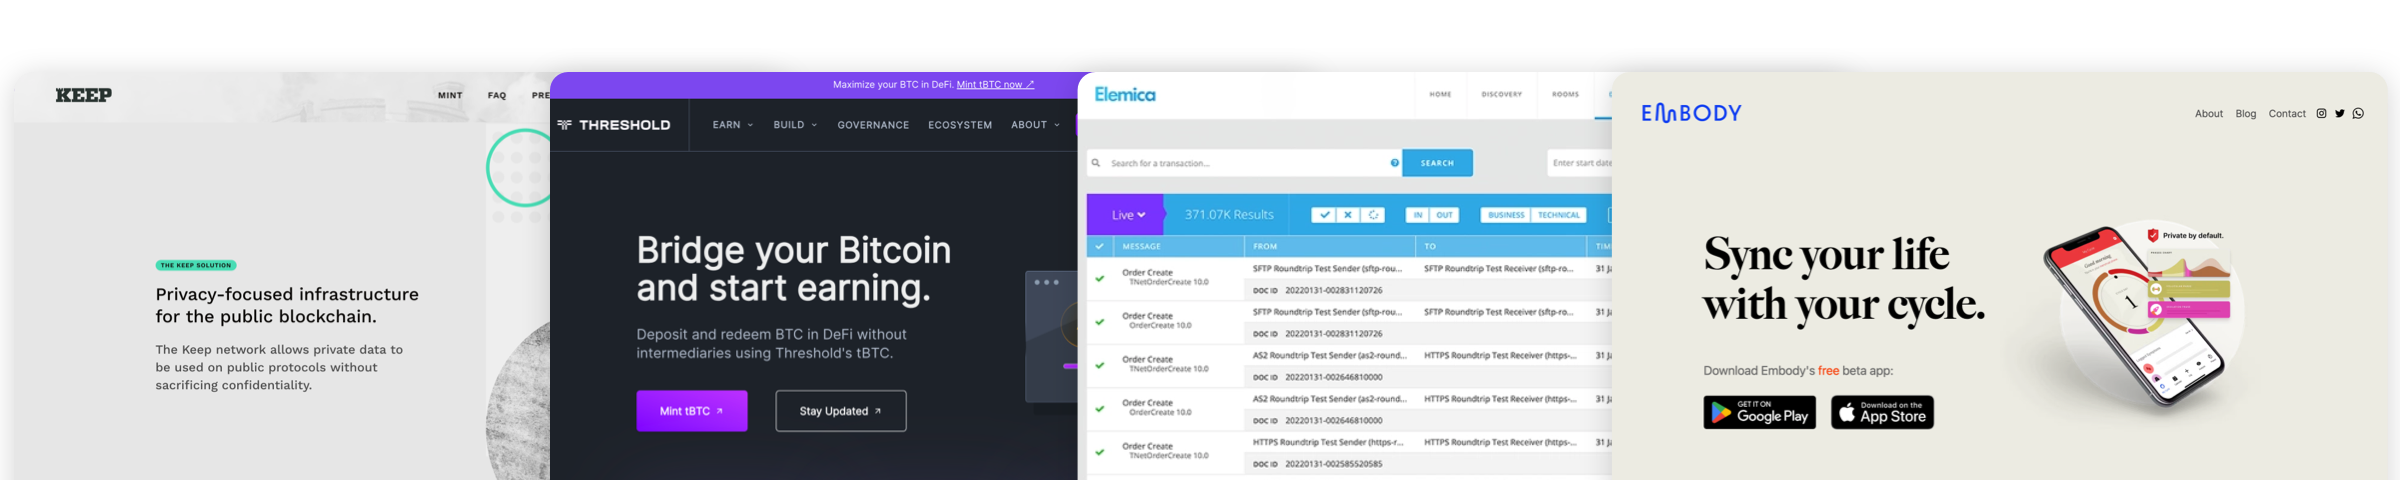 KEEP
MINT FAQ PRE
THE KEEP SOLUTION
Privacy-focused infrastructure
for the public blockchain.
The Keep network allows private data to
be used on public protocols without
sacrificing confidentiality.
Maximize your BTC in DeFi. Mint tBTC now ↗
THRESHOLD
EARN BUILD GOVERNANCE ECOSYSTEM ABOUT
Bridge your Bitcoin
and start earning.
Deposit and redeem BTC in DeFi without
intermediaries using Threshold's tBTC.
Mint tBTC ↗ Stay Updated ↗
Elemica
HOME DISCOVERY ROOMS
Search for a transaction... SEARCH Enter start date
Live 371.07K Results IN OUT BUSINESS TECHNICAL
MESSAGE FROM TO TIM
Order Create SFTP Roundtrip Test Sender (sftp-rou... SFTP Roundtrip Test Receiver (sftp-ro... 31 Ja
TNetOrderCreate 10.0
DOC ID 20220131-002831120726
Order Create SFTP Roundtrip Test Sender (sftp-rou... SFTP Roundtrip Test Receiver (sftp-ro... 31 Ja
OrderCreate 10.0
DOC ID 20220131-002831120726
Order Create AS2 Roundtrip Test Sender (as2-round... HTTPS Roundtrip Test Receiver (https-... 31 Ja
TNetOrderCreate 10.0
DOC ID 20220131-002646810000
Order Create AS2 Roundtrip Test Sender (as2-round... HTTPS Roundtrip Test Receiver (https-... 31 Ja
OrderCreate 10.0
DOC ID 20220131-002646810000
Order Create HTTPS Roundtrip Test Sender (https-r... HTTPS Roundtrip Test Receiver (https-... 31 Ja
TNetOrderCreate 10.0
DOC ID 20220131-002585520585
EMBODY
About Blog Contact
Sync your life
with your cycle.
Download Embody's free beta app:
GET IT ON
Google Play
Download on the
App Store
Private by default.
Good morning
1